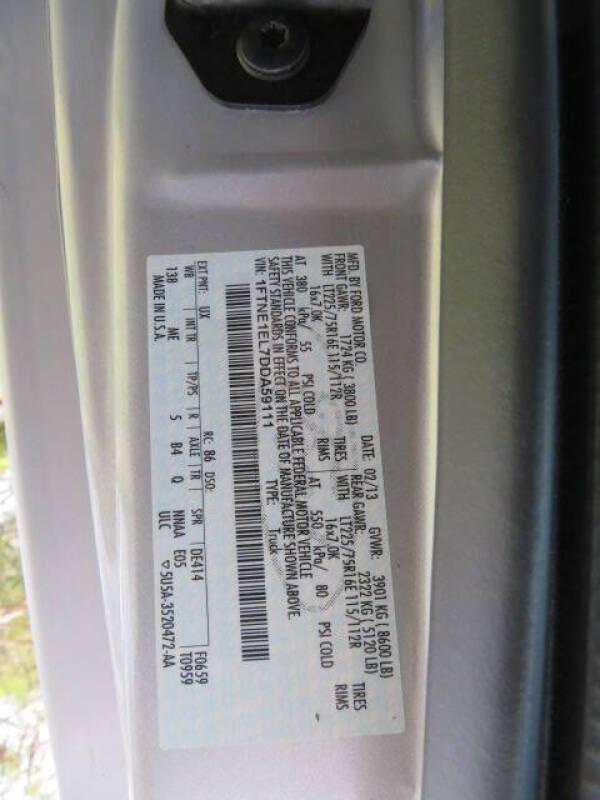 MFD. BY FORD MOTOR CO.
DATE: 02/13 GVWR: 3901 KG ( 8600 LB)
FRONT GAWR: 1724 KG ( 3800 LB) REAR GAWR: 2322 KG ( 5120 LB)
WITH LT225/75R16E 115/112R TIRES WITH LT225/75R16E 115/112R TIRES
16x7.0K RIMS 16x7.0K RIMS
AT 380 kPa/ 55 PSI COLD AT 550 kPa/ 80 PSI COLD
THIS VEHICLE CONFORMS TO ALL APPLICABLE FEDERAL MOTOR VEHICLE
SAFETY STANDARDS IN EFFECT ON THE DATE OF MANUFACTURE SHOWN ABOVE.
VIN: 1FTNE1EL7DDA59111 TYPE: Truck
F0659
T0959
EXT PNT: UX RC: 86 DSO:
WB INT TR TP/PS R AXLE TR SPR DE414
138 ME 5 B4 Q NNAA E05
MADE IN U.S.A. ULC
5U5A-3520472-AA